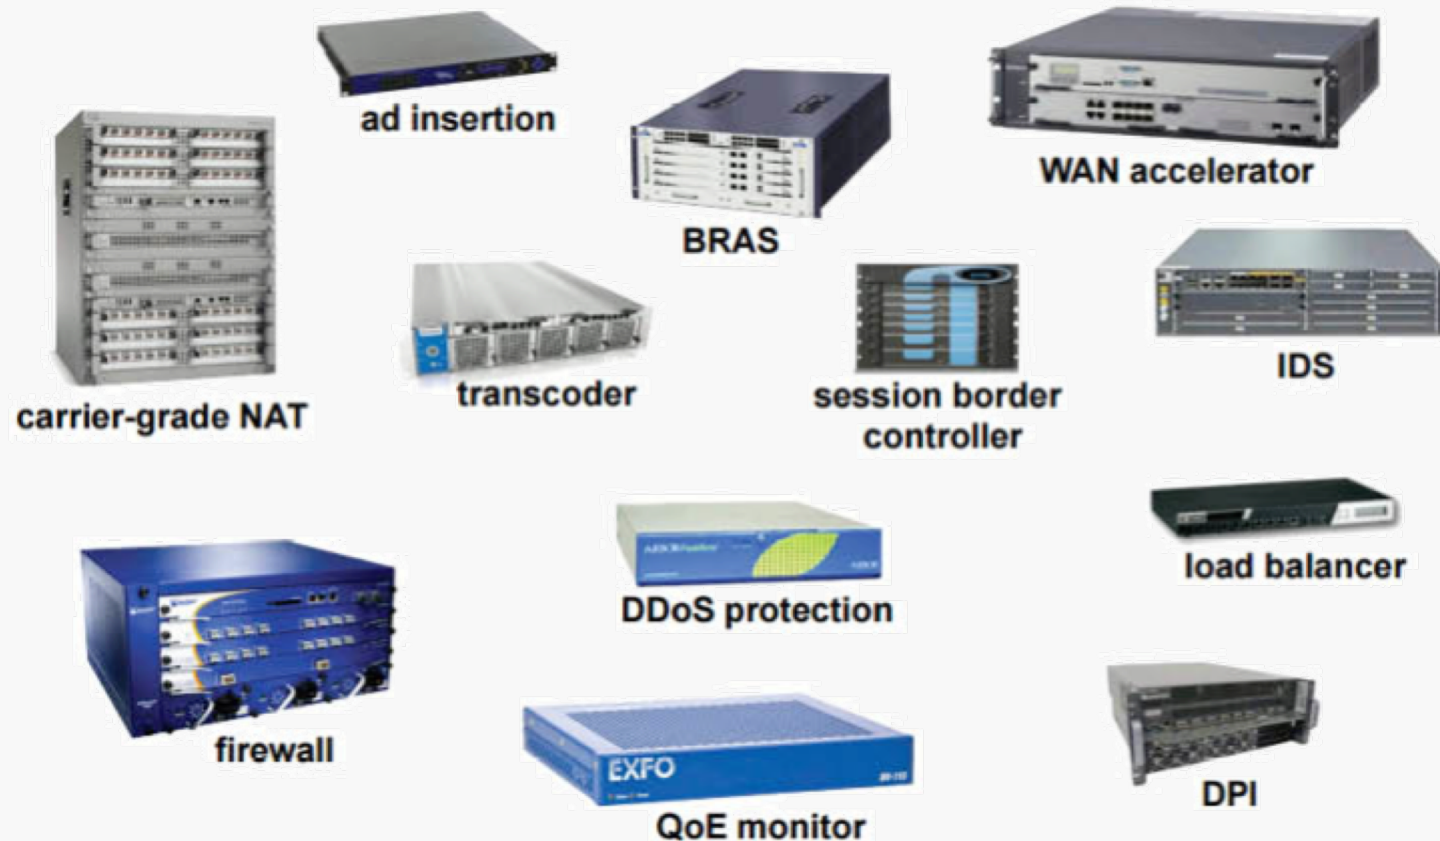 ad insertion
WAN accelerator
BRAS
carrier-grade NAT
transcoder
session border
controller
IDS
load balancer
DDoS protection
firewall
EXFO
QoE monitor
DPI